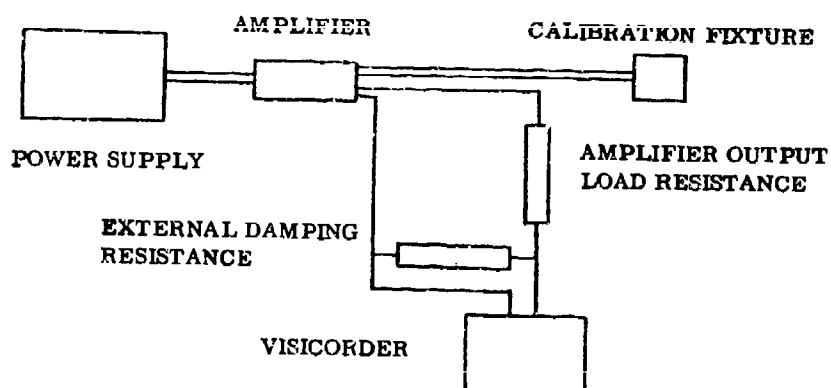 AMPLIFIER
CALIBRATION FIXTURE
POWER SUPPLY
AMPLIFIER OUTPUT
LOAD RESISTANCE
EXTERNAL DAMPING
RESISTANCE
VISICORDER